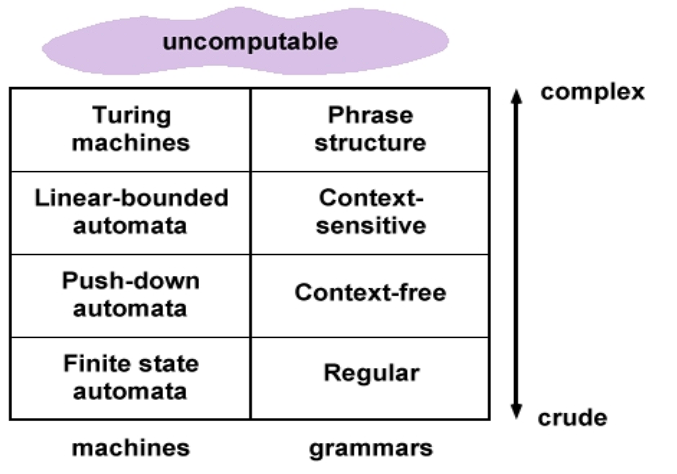 uncomputable
complex
Turing
machines
Phrase
structure
Linear-bounded
automata
Context-
sensitive
Push-down
automata
Context-free
Finite state
automata
Regular
crude
machines
grammars